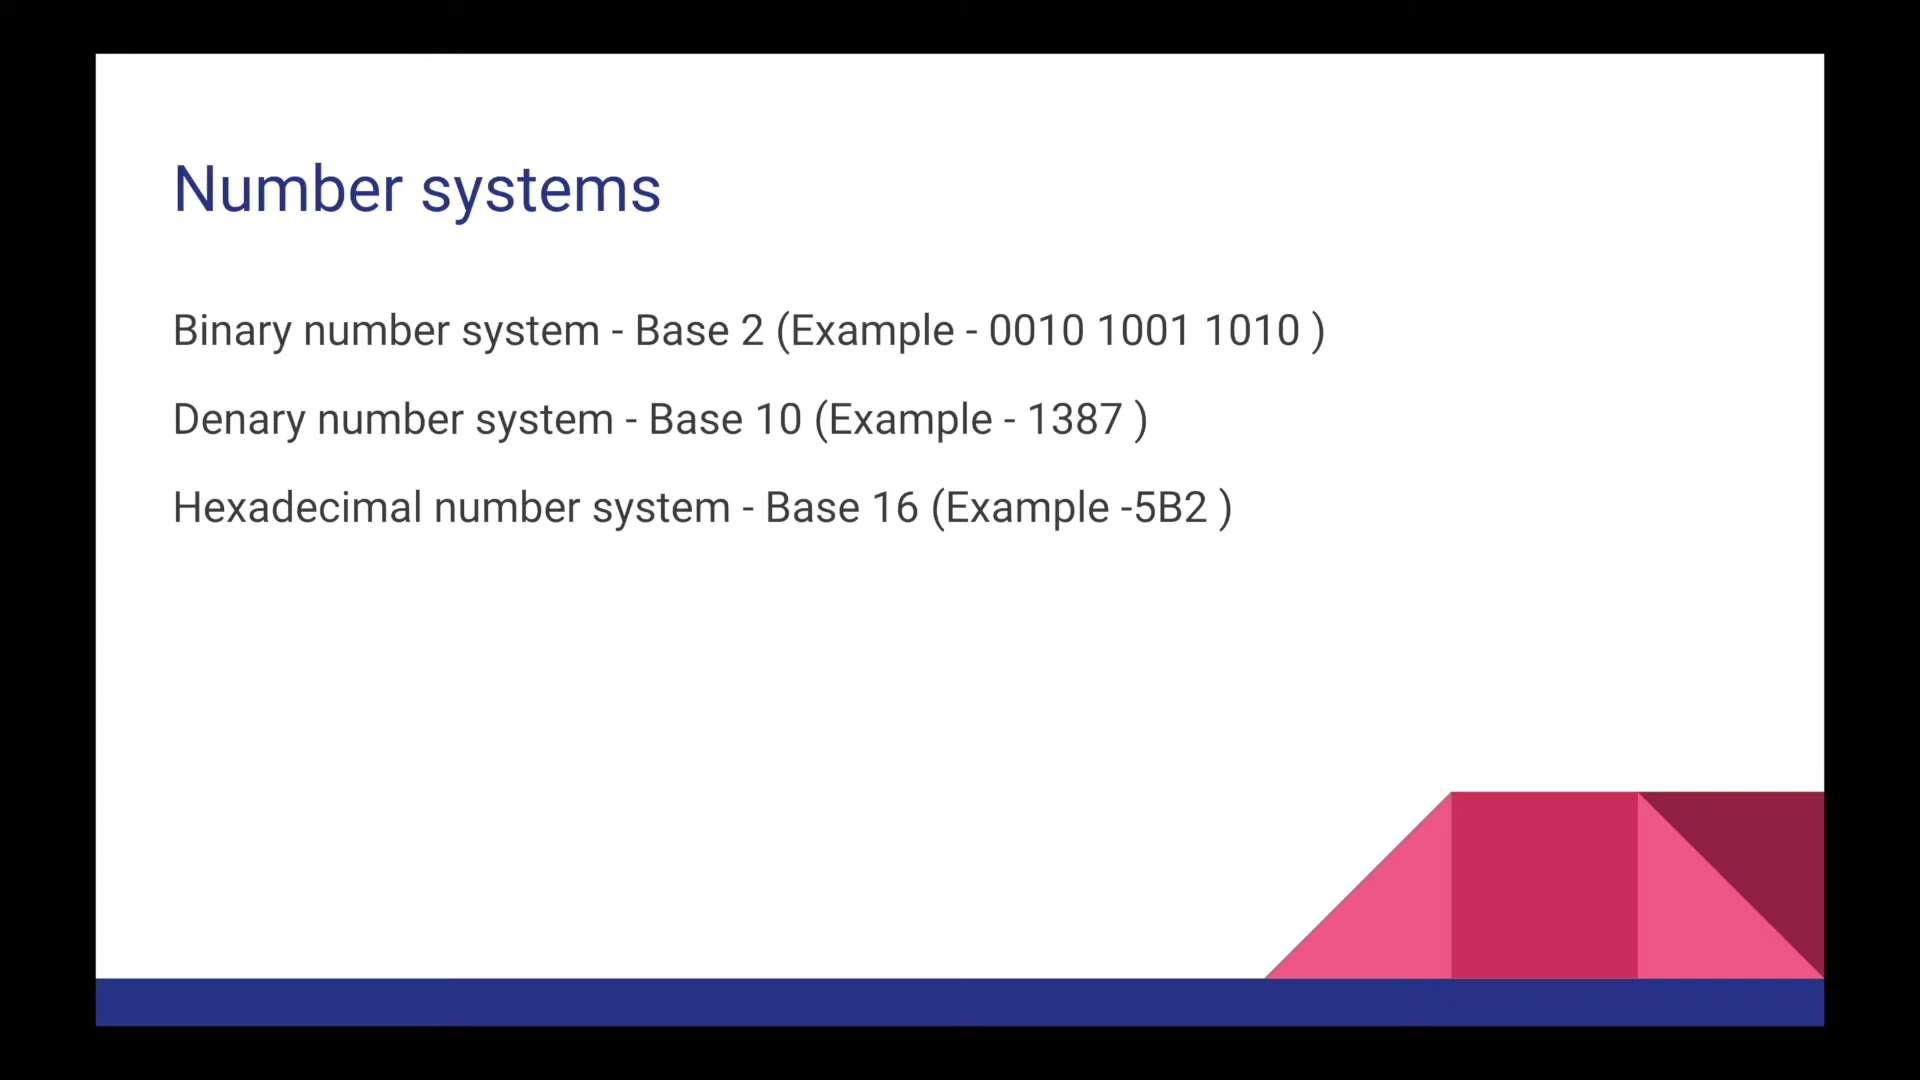 Number systems
Binary number system - Base 2 (Example - 0010 1001 1010 )
Denary number system - Base 10 (Example - 1387 )
Hexadecimal number system - Base 16 (Example -5B2 )